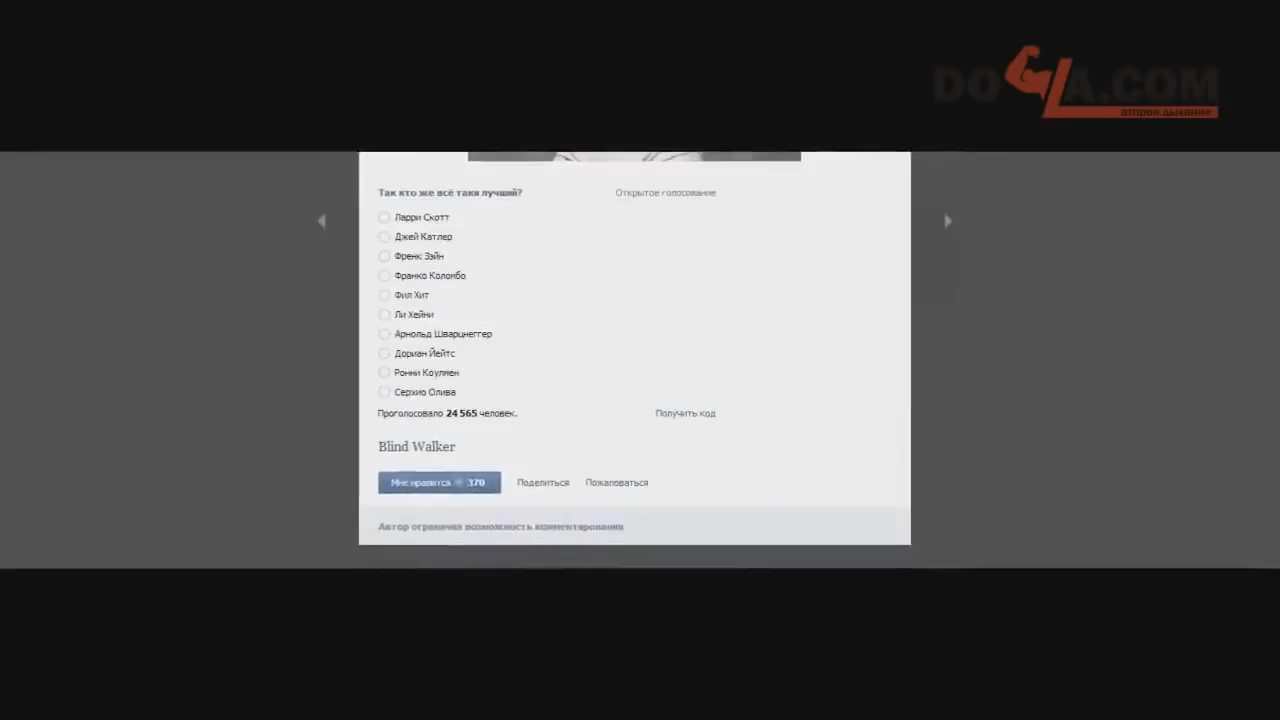 DO4A.COM
второе дыхание
Так кто же всё таки лучший?
Открытое голосование
Ларри Скотт
Джей Катлер
Френк Зэйн
Франко Коломбо
Фил Хит
Ли Хейни
Арнольд Шварцнеггер
Дориан Йейтс
Ронни Коулмен
Серхио Олива
Проголосовало 24 565 человек.
Получить код
Blind Walker
Мне нравится 370
Поделиться
Пожаловаться
Автор ограничил возможность комментирования